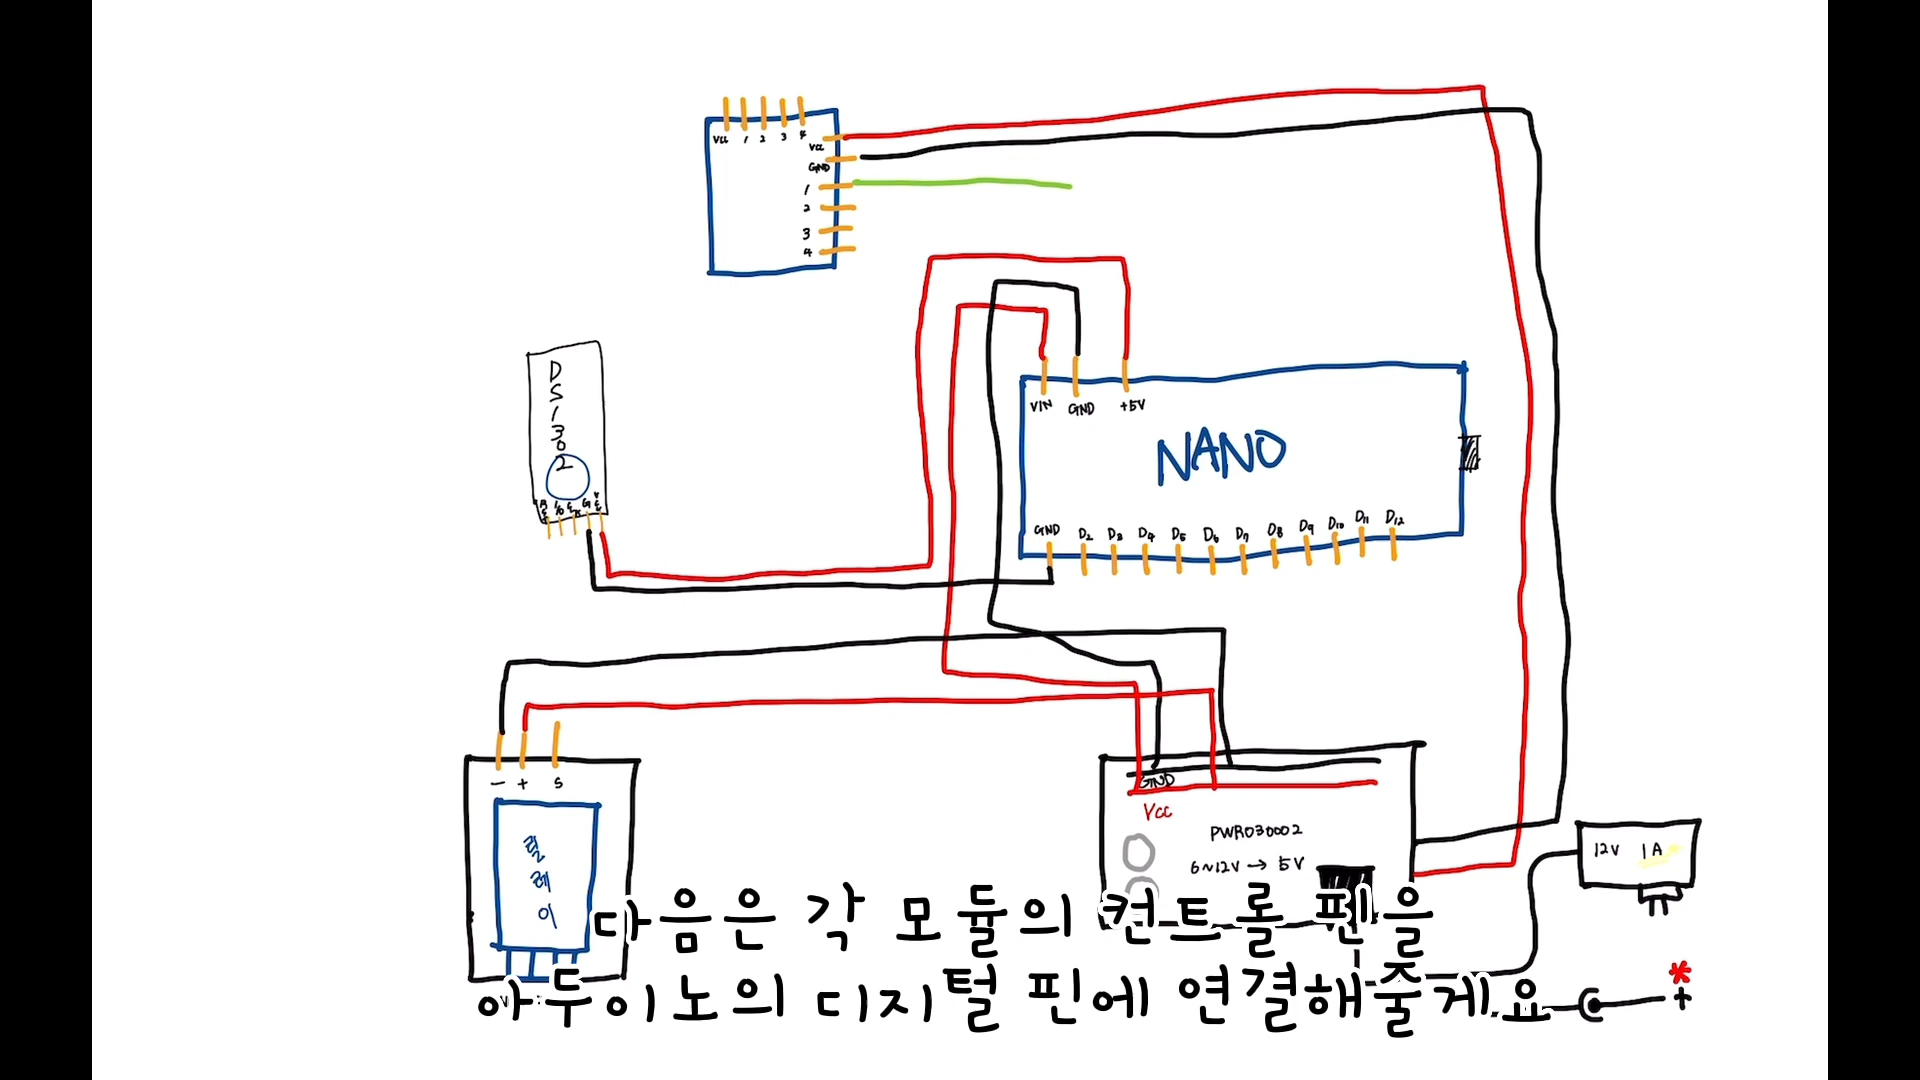 Vcc 1 2 3 4
Vcc
GND
1
2
3
4
DS1302
VIN GND +5V
NANO
GND D2 D3 D4 D5 D6 D7 D8 D9 D10 D11 D12
- + S
릴레이
GND
Vcc
PWR030002
6~12V → 5V
12V 1A
다음은 각 모듈의 컨트롤 펜을
아두이노의 디지털 핀에 연결해줄게요
* +